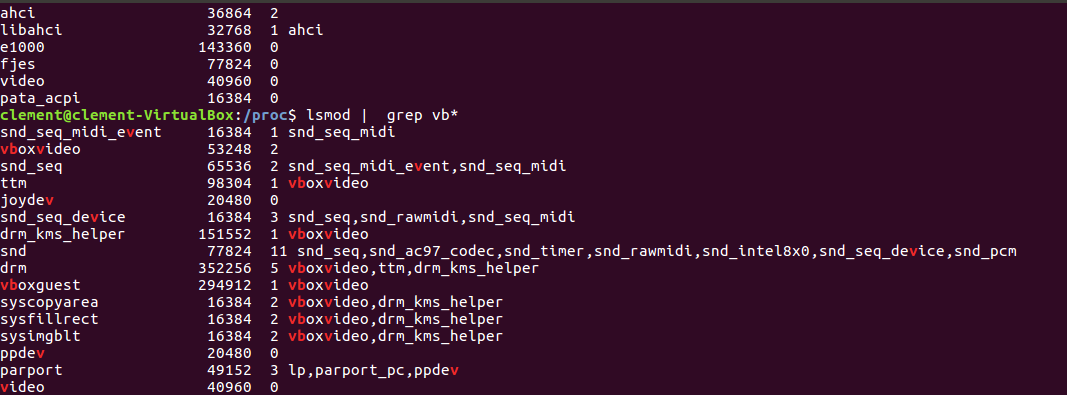 ahci                   36864  2
libahci                32768  1 ahci
e1000                 143360  0
fjes                   77824  0
video                  40960  0
pata_acpi              16384  0
clement@clement-VirtualBox:/proc$ lsmod |  grep vb*
snd_seq_midi_event     16384  1 snd_seq_midi
vboxvideo              53248  2
snd_seq                65536  2 snd_seq_midi_event,snd_seq_midi
ttm                    98304  1 vboxvideo
joydev                 20480  0
snd_seq_device         16384  3 snd_seq,snd_rawmidi,snd_seq_midi
drm_kms_helper        151552  1 vboxvideo
snd                    77824  11 snd_seq,snd_ac97_codec,snd_timer,snd_rawmidi,snd_intel8x0,snd_seq_device,snd_pcm
drm                   352256  5 vboxvideo,ttm,drm_kms_helper
vboxguest             294912  1 vboxvideo
syscopyarea            16384  2 vboxvideo,drm_kms_helper
sysfillrect            16384  2 vboxvideo,drm_kms_helper
sysimgblt              16384  2 vboxvideo,drm_kms_helper
ppdev                  20480  0
parport                49152  3 lp,parport_pc,ppdev
video                  40960  0